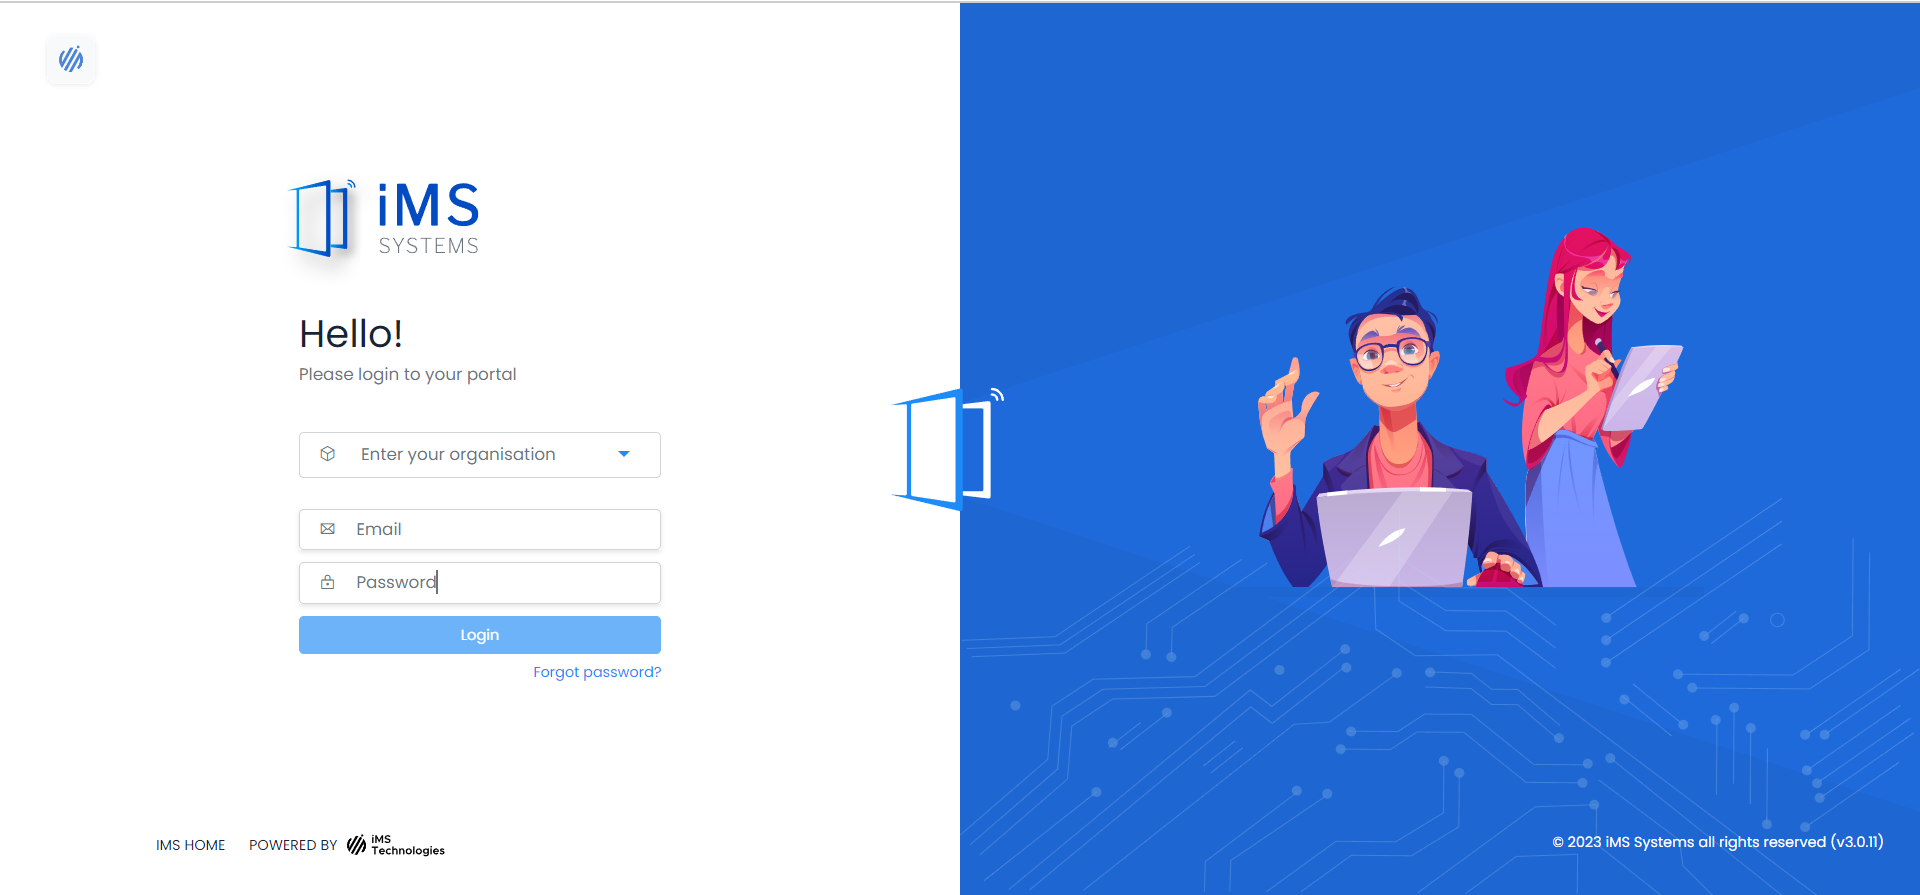 iMS
SYSTEMS
Hello!
Please login to your portal
Enter your organisation
Email
Password
Login
Forgot password?
IMS HOME
POWERED BY
iMS
Technologies
© 2023 iMS Systems all rights reserved (v3.0.11)